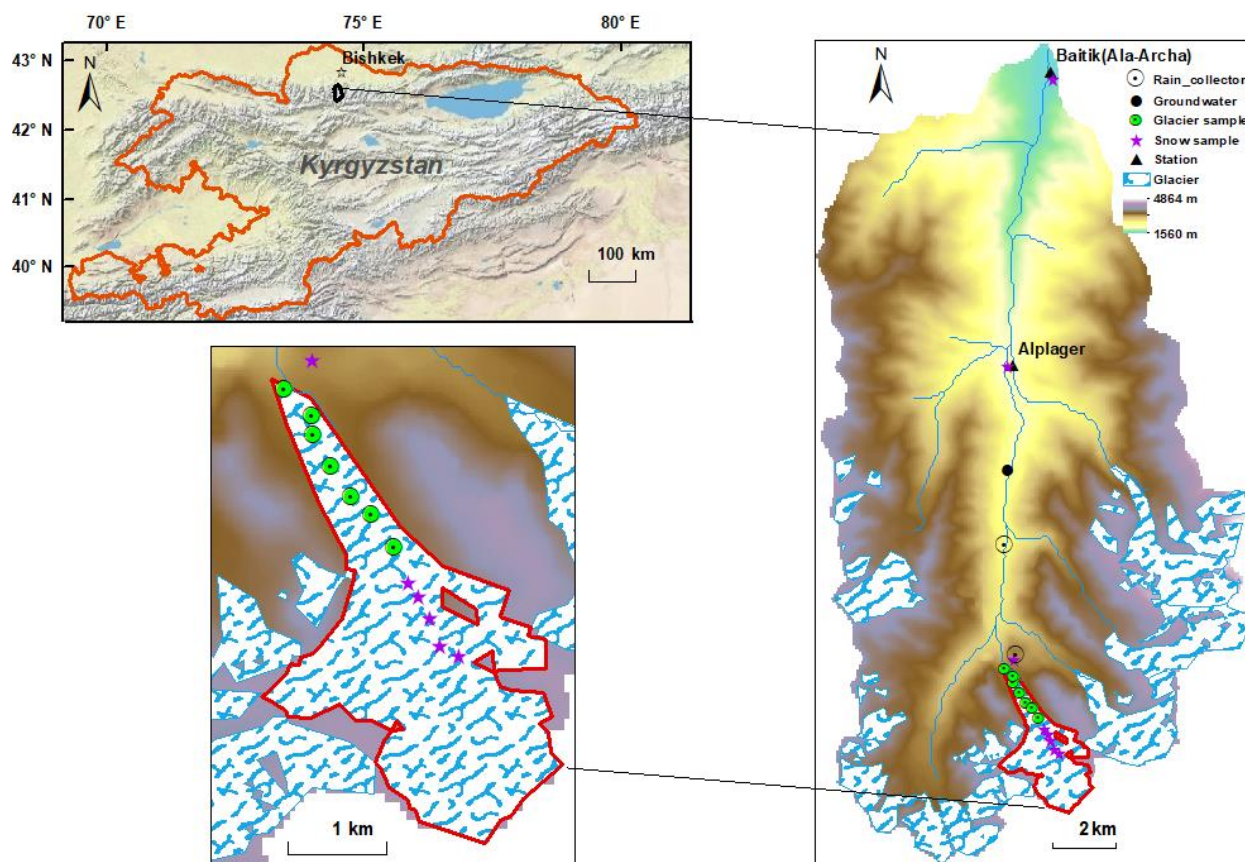 70° E
75° E
80° E
43° N
42° N
41° N
40° N
N
Bishkek
Kyrgyzstan
100 km
N
Baitik(Ala-Archa)
Rain_collector
Groundwater
Glacier sample
Snow sample
Station
Glacier
4864 m
1560 m
Alplager
2 km
1 km